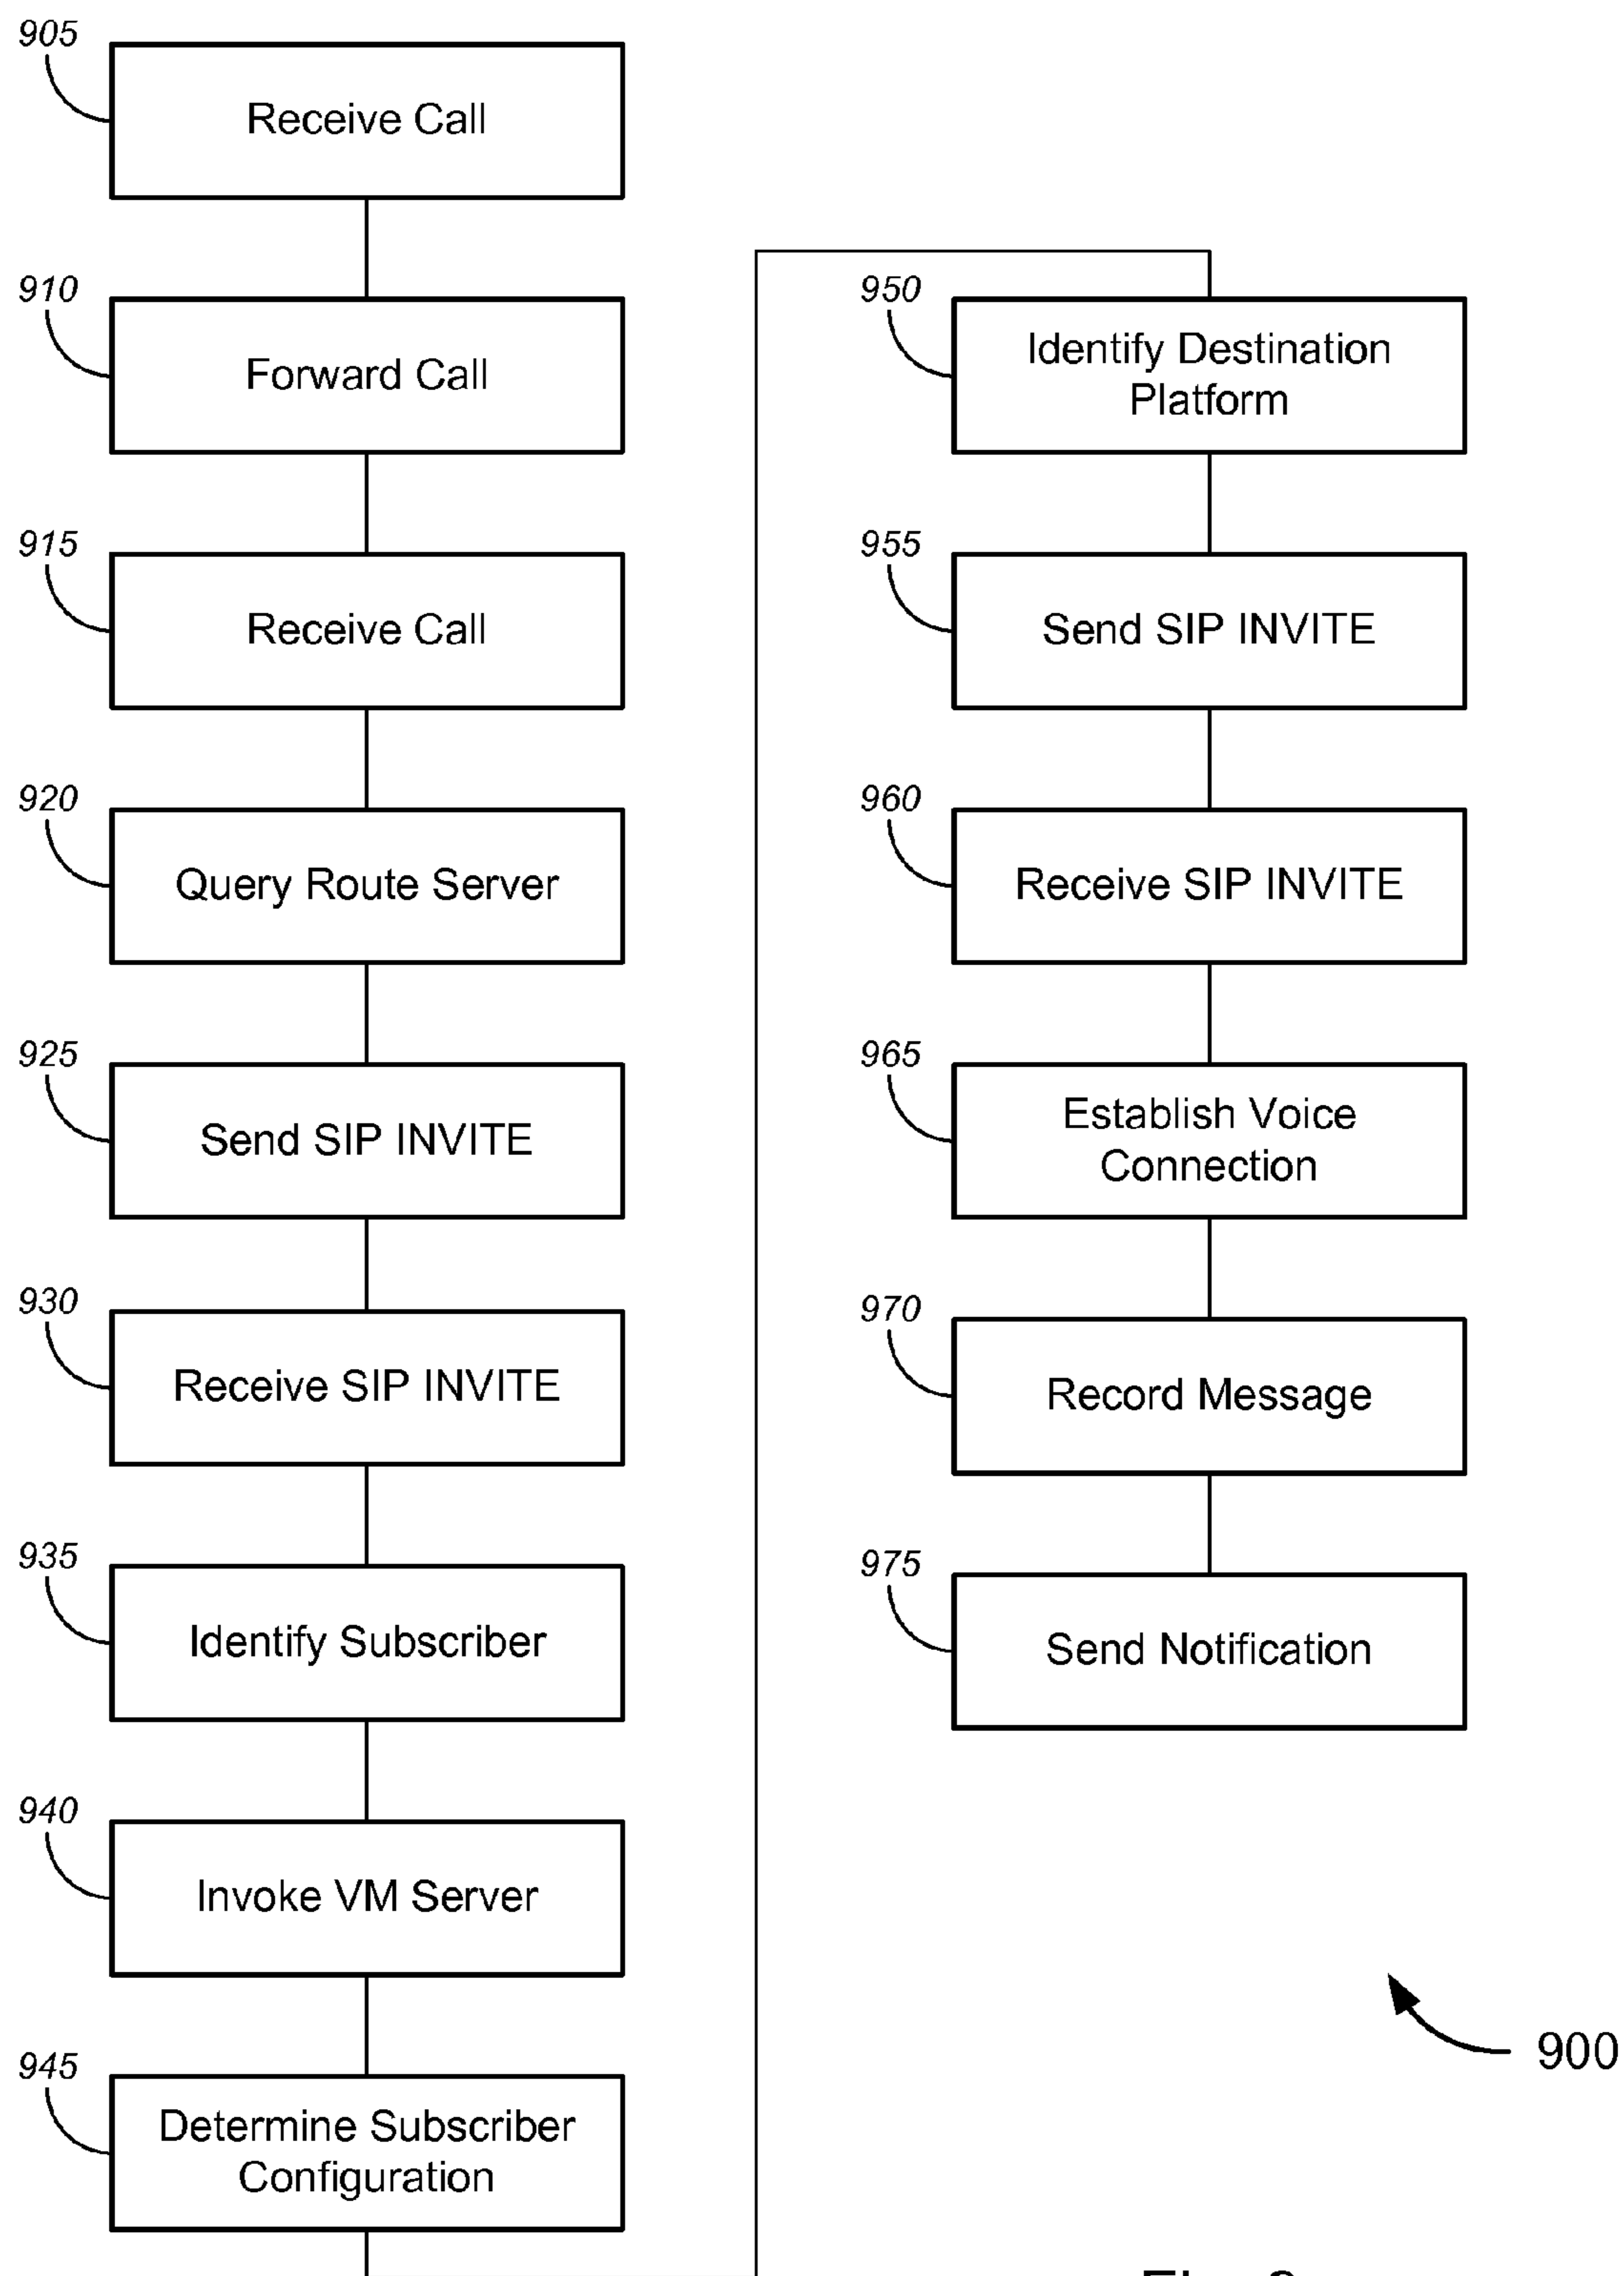 905
Receive Call
910
Forward Call
915
Receive Call
920
Query Route Server
925
Send SIP INVITE
930
Receive SIP INVITE
935
Identify Subscriber
940
Invoke VM Server
945
Determine Subscriber
Configuration
950
Identify Destination
Platform
955
Send SIP INVITE
960
Receive SIP INVITE
965
Establish Voice
Connection
970
Record Message
975
Send Notification
900